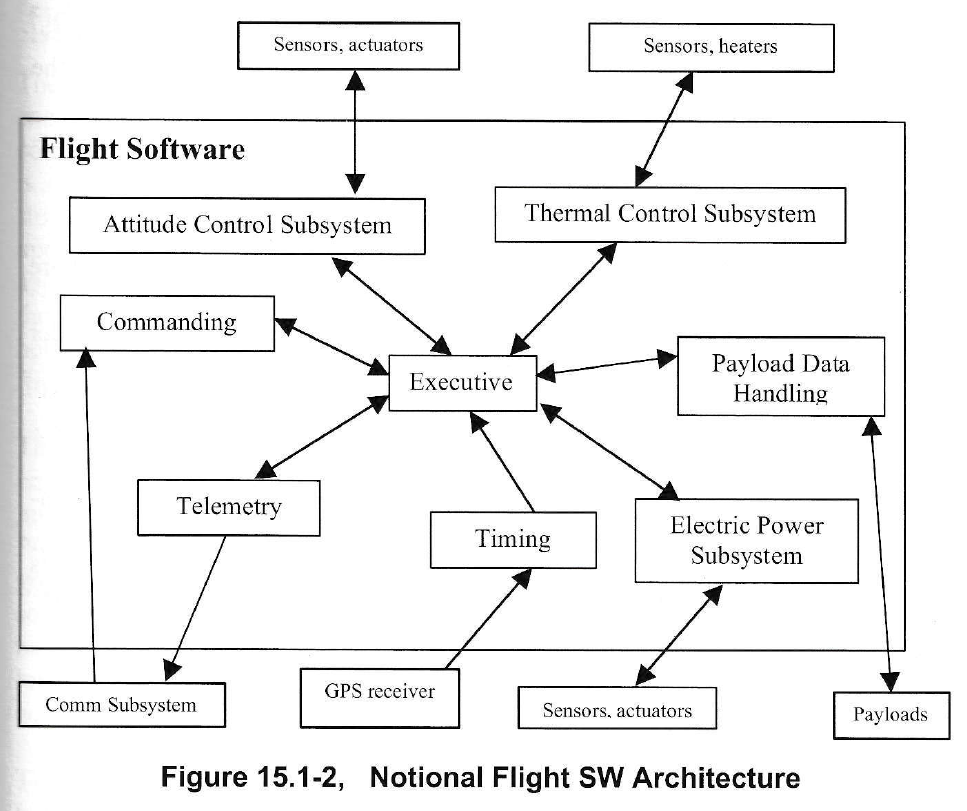 Sensors, actuators
Sensors, heaters
Flight Software
Attitude Control Subsystem
Thermal Control Subsystem
Commanding
Executive
Payload Data
Handling
Telemetry
Timing
Electric Power
Subsystem
Comm Subsystem
GPS receiver
Sensors, actuators
Payloads
Figure 15.1-2, Notional Flight SW Architecture